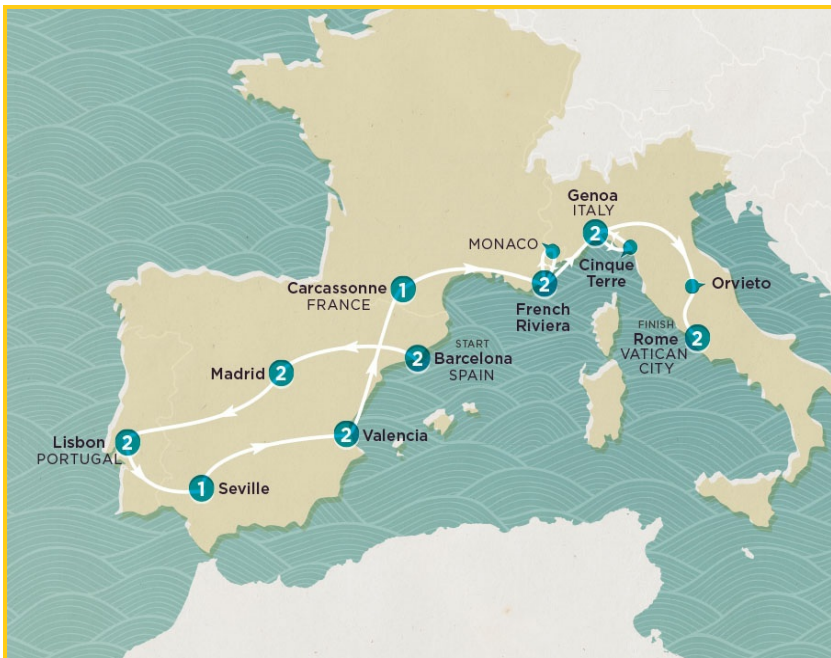 Genoa
ITALY
2
MONACO
Cinque
Terre
Carcassonne
FRANCE
1
2
French
Riviera
Orvieto
FINISH
Rome
VATICAN
CITY
2
START
Barcelona
SPAIN
2
Madrid
2
Lisbon
PORTUGAL
2
2
Valencia
1
Seville